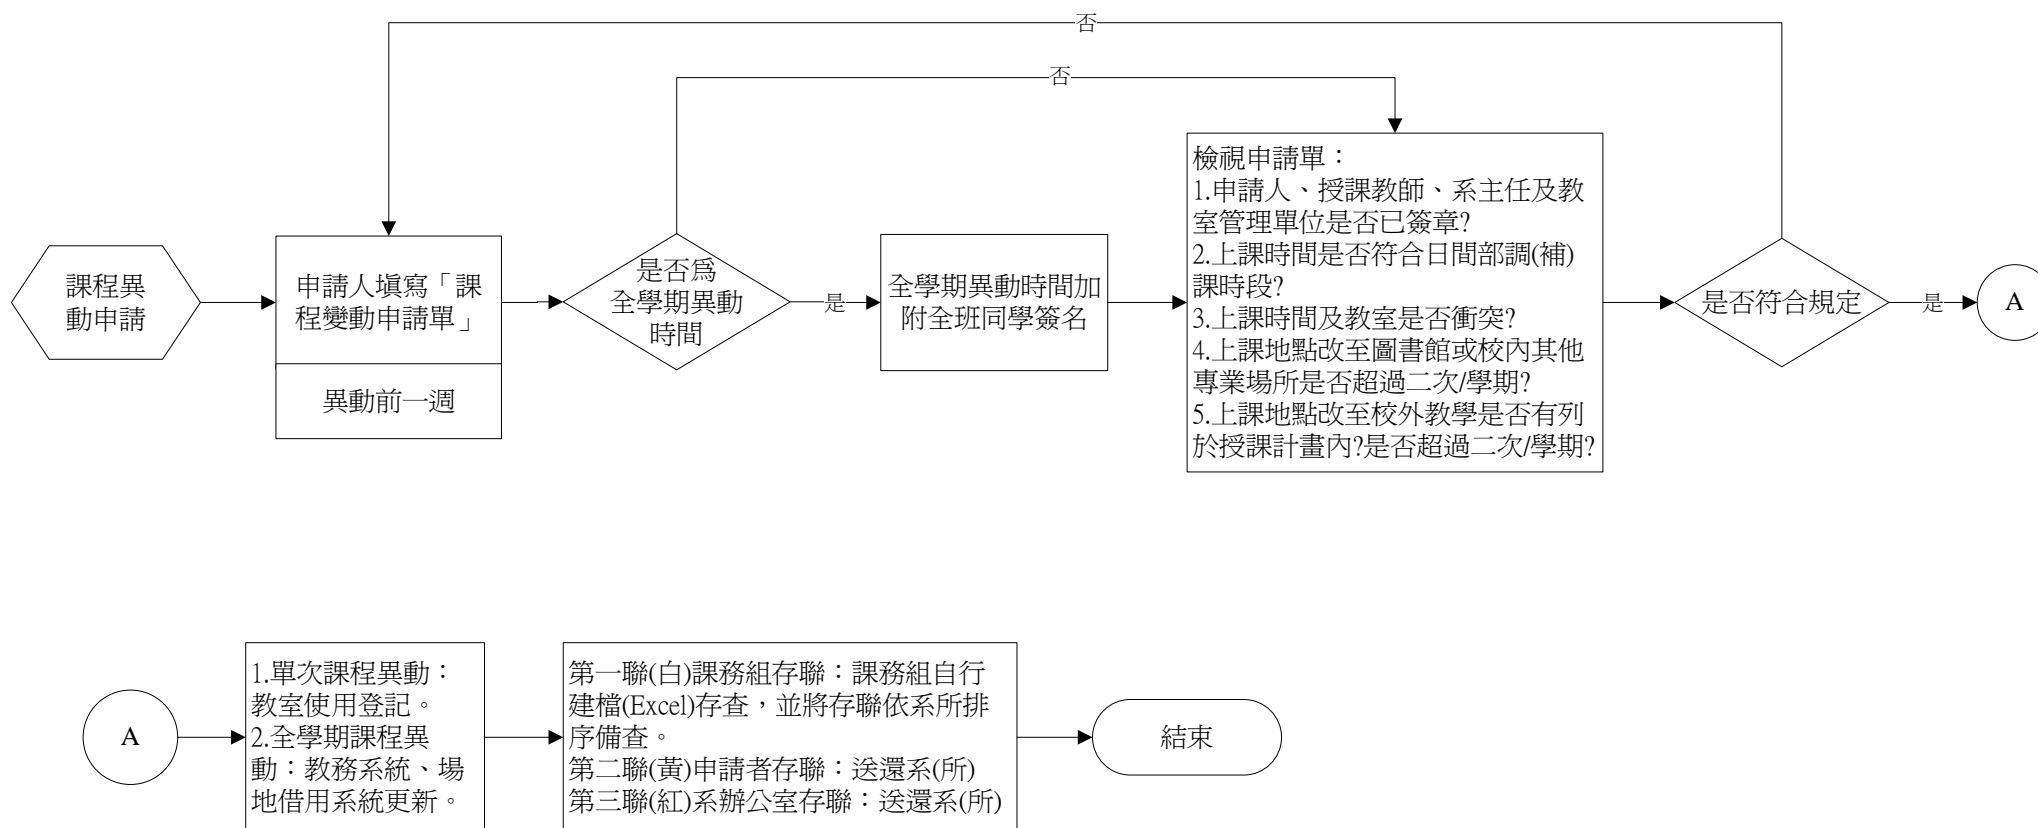 否
否
課程異
動申請
申請人填寫「課
程變動申請單」
異動前一週
是否為
全學期異動
時間
是
全學期異動時間加
附全班同學簽名
檢視申請單：
1.申請人、授課教師、系主任及教
室管理單位是否已簽章?
2.上課時間是否符合日間部調(補)
課時段?
3.上課時間及教室是否衝突?
4.上課地點改至圖書館或校內其他
專業場所是否超過二次/學期?
5.上課地點改至校外教學是否有列
於授課計畫內?是否超過二次/學期?
是否符合規定
是
A
A
1.單次課程異動：
教室使用登記。
2.全學期課程異
動：教務系統、場
地借用系統更新。
第一聯(白)課務組存聯：課務組自行
建檔(Excel)存查，並將存聯依系所排
序備查。
第二聯(黃)申請者存聯：送還系(所)
第三聯(紅)系辦公室存聯：送還系(所)
結束